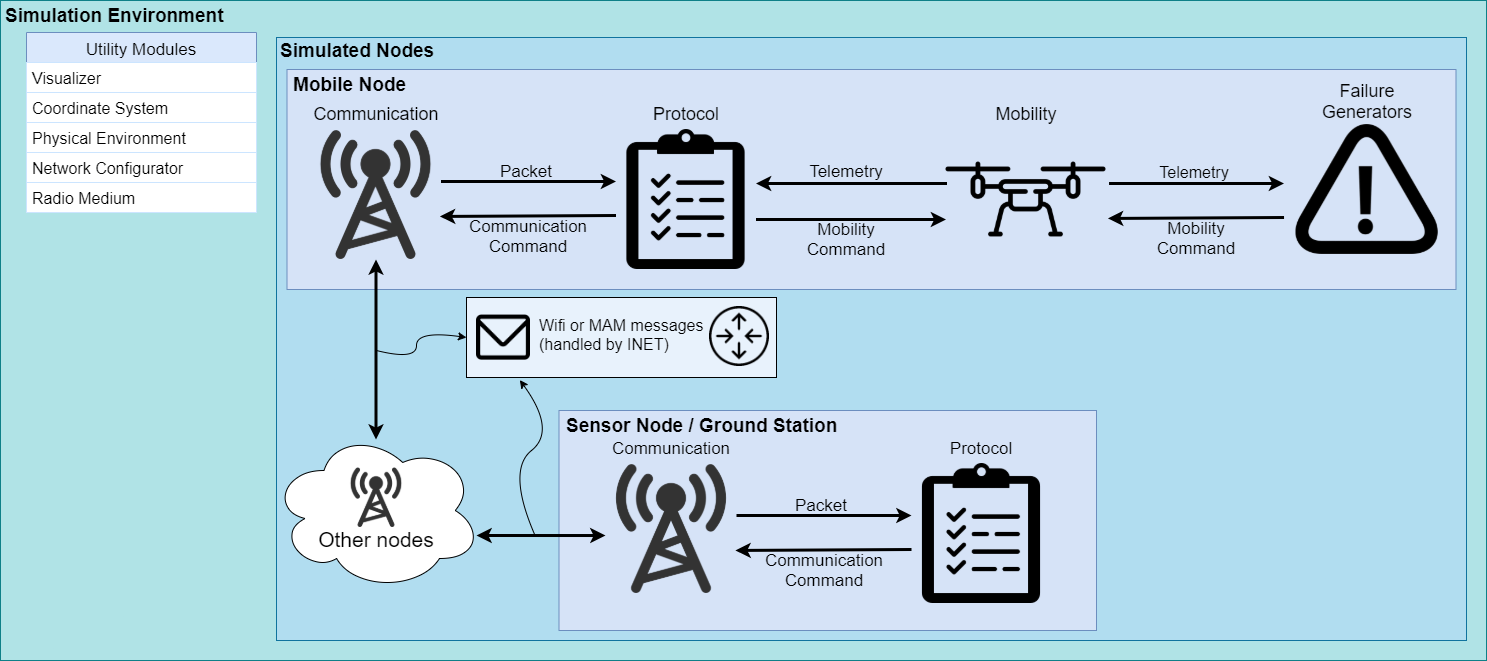 Simulation Environment
Utility Modules
Visualizer
Coordinate System
Physical Environment
Network Configurator
Radio Medium
Simulated Nodes
Mobile Node
Communication
Packet
Communication
Command
Protocol
Telemetry
Mobility
Command
Mobility
Telemetry
Mobility
Command
Failure
Generators
Wifi or MAM messages
(handled by INET)
Other nodes
Sensor Node / Ground Station
Communication
Packet
Communication
Command
Protocol